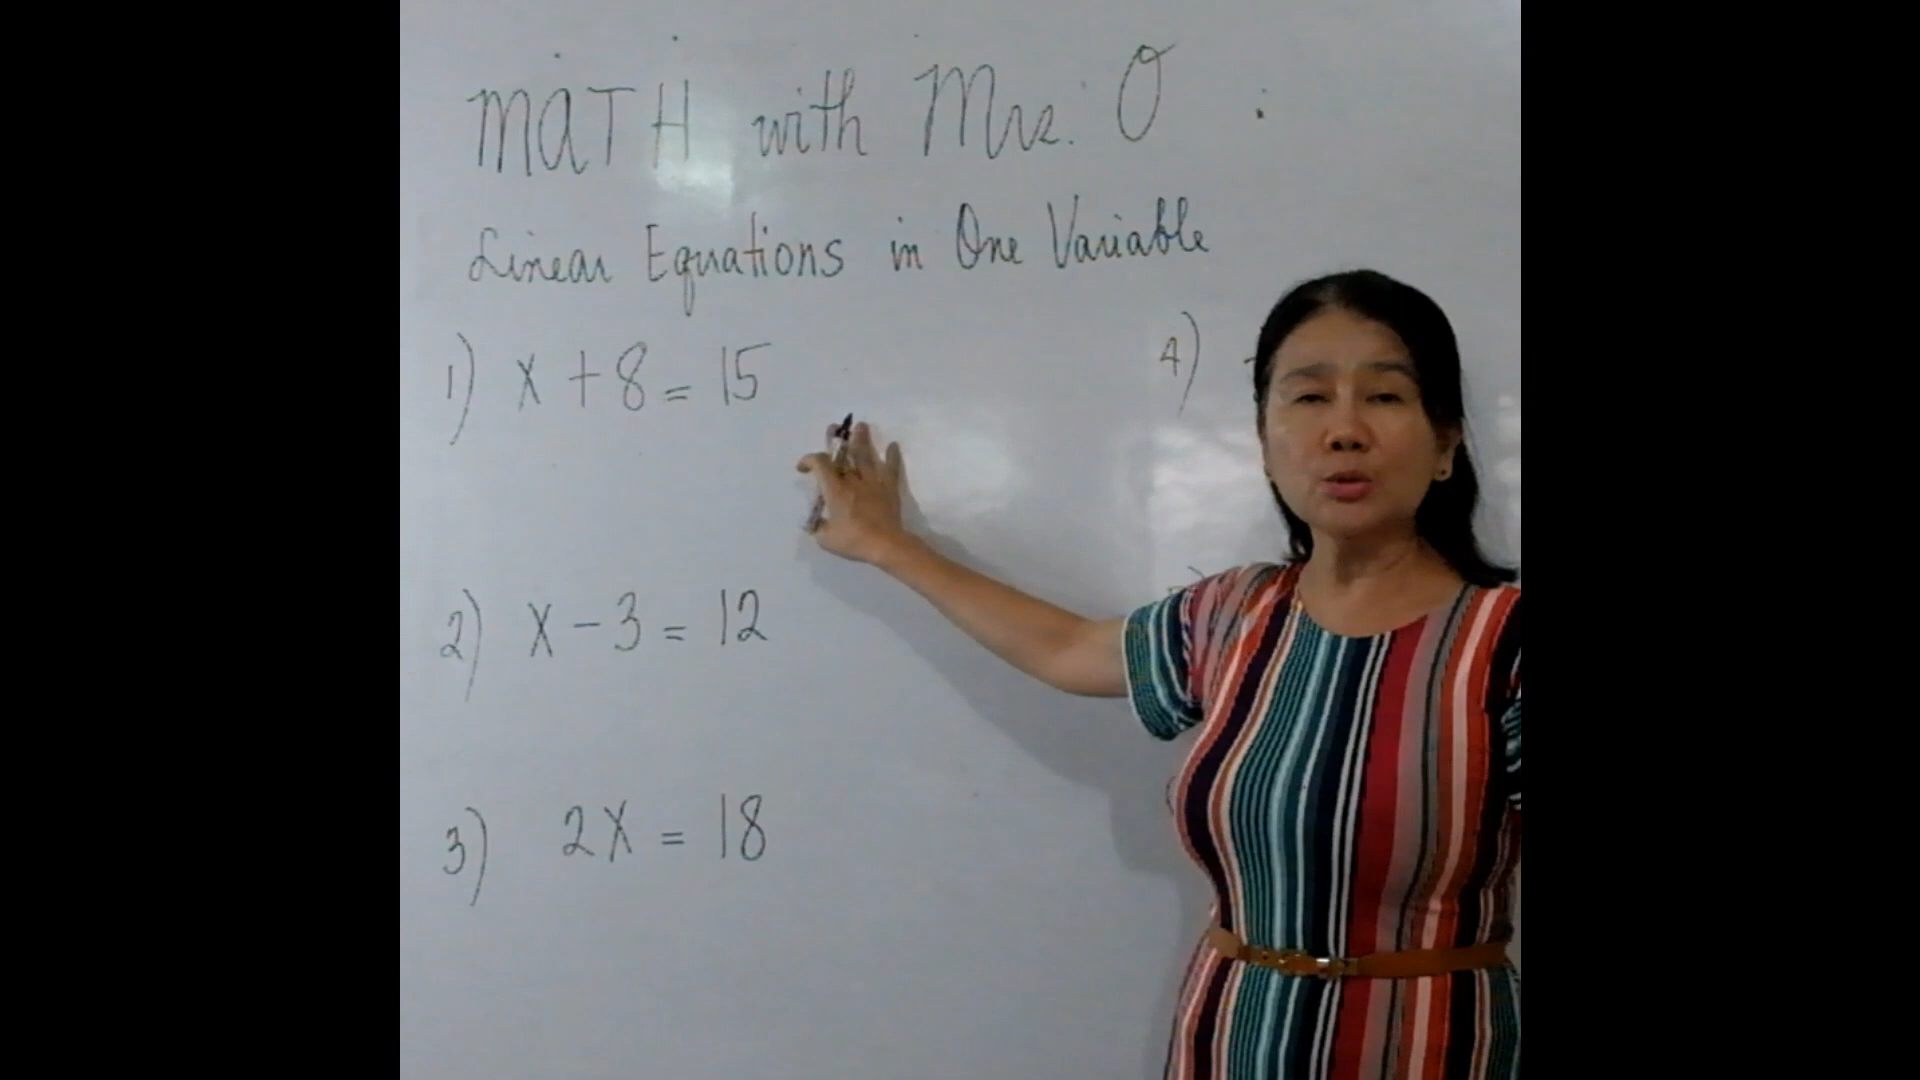 MATH with Mrs. O :
Linear Equations in One Variable
1) x + 8 = 15
2) x - 3 = 12
3) 2x = 18
4)